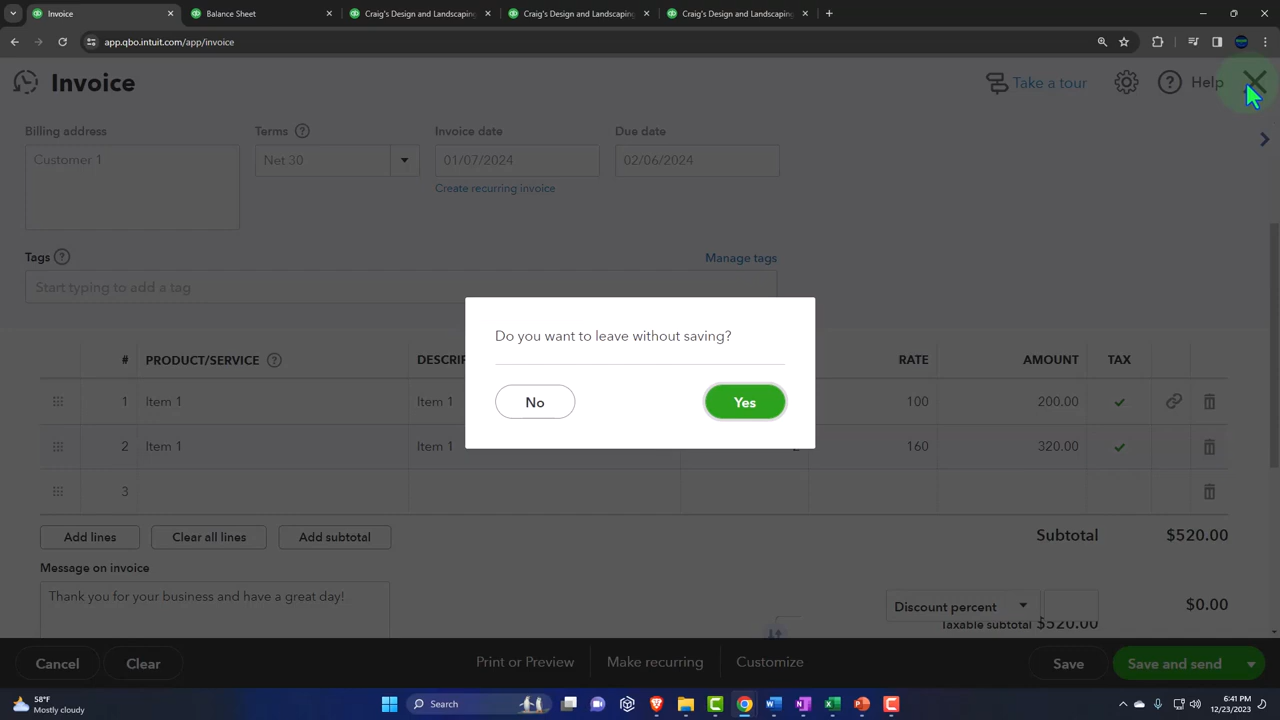 Invoice
Balance Sheet
Craig's Design and Landscaping
Craig's Design and Landscaping
Craig's Design and Landscaping
app.qbo.intuit.com/app/invoice
Invoice
Take a tour
Help
Billing address
Terms
Invoice date
Due date
Customer 1
Net 30
01/07/2024
02/06/2024
Create recurring invoice
Tags
Manage tags
Start typing to add a tag
Do you want to leave without saving?
No
Yes
# PRODUCT/SERVICE DESCRIP RATE AMOUNT TAX
1 Item 1 Item 1 100 200.00
2 Item 1 Item 1 2 160 320.00
3
Add lines
Clear all lines
Add subtotal
Subtotal $520.00
Message on invoice
Thank you for your business and have a great day!
Discount percent
$0.00
Taxable subtotal $520.00
Cancel
Clear
Print or Preview
Make recurring
Customize
Save
Save and send
58°F
Mostly cloudy
Search
6:41 PM
12/23/2023